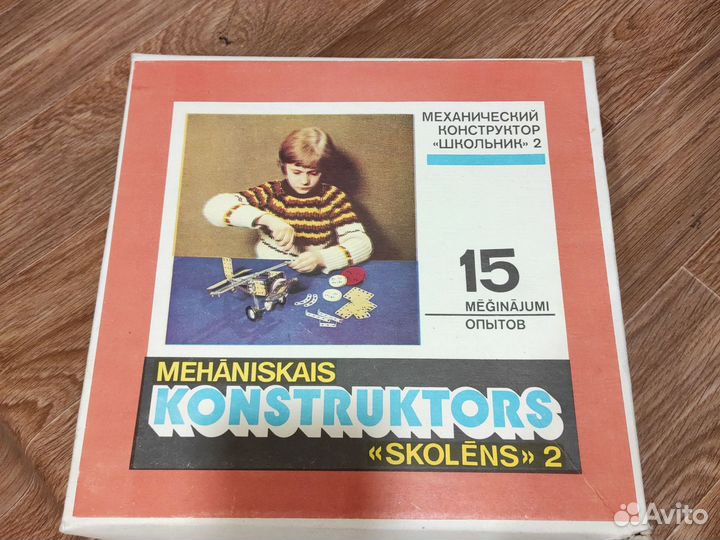 МЕХАНИЧЕСКИЙ
КОНСТРУКТОР
«ШКОЛЬНИК» 2
15
MĒĢINĀJUMI
ОПЫТОВ
MEHĀNISKAIS
KONSTRUKTORS
«SKOLĒNS» 2
Avito